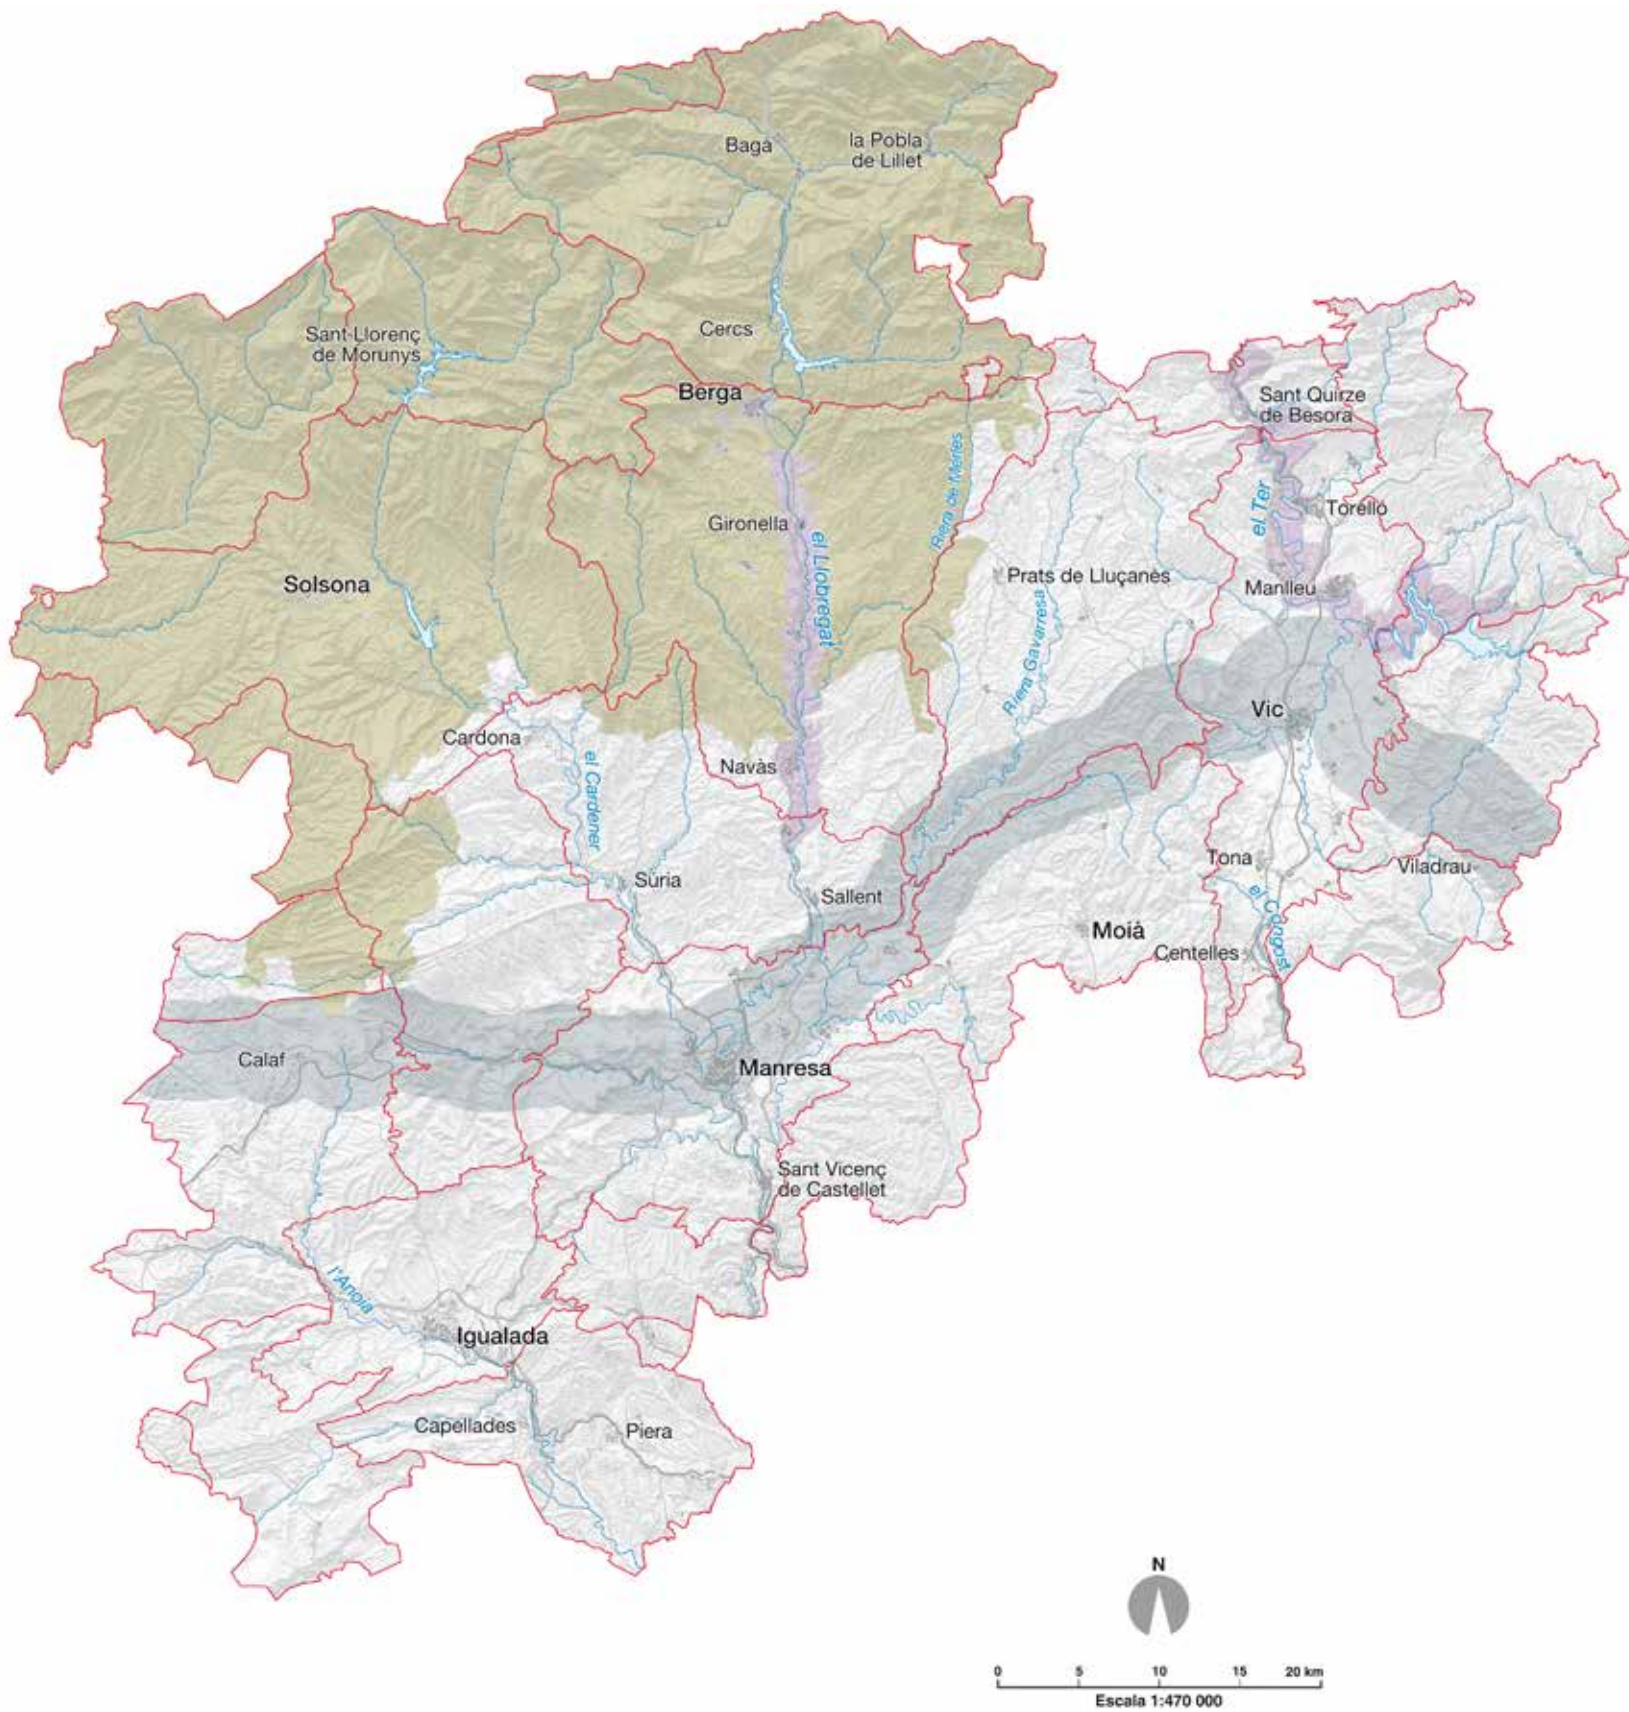 Bagà
la Pobla
de Lillet
Sant Llorenç
de Morunys
Cercs
Berga
Sant Quirze
de Besora
Riera de Merlès
el Ter
Torelló
Gironella
el Llobregat
Solsona
Prats de Lluçanès
Manlleu
Riera Gavarresa
Vic
Cardona
el Cardener
Navàs
Tona
Viladrau
Súria
Sallent
el Congost
Moià
Centelles
Calaf
Manresa
Sant Vicenç
de Castellet
l'Anoia
Igualada
Capellades
Piera
N
0 5 10 15 20 km
Escala 1:470 000